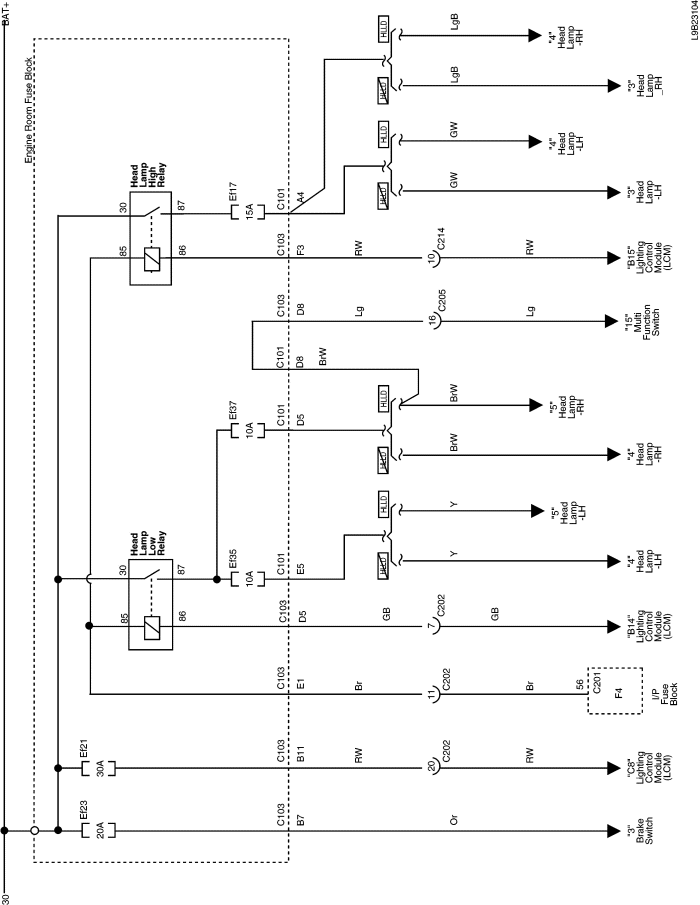 BAT+
30
L9B23104
Engine Room Fuse Block
Head
Lamp
High
Relay
30
87
85
86
Ef17
15A
C101
A4
HLLD
LgB
"4"
Head
Lamp
-RH
HLLD
LgB
"3"
Head
Lamp
_RH
HLLD
GW
"4"
Head
Lamp
-LH
HLLD
GW
"3"
Head
Lamp
-LH
C103
F3
RW
10
C214
RW
"B15"
Lighting
Control
Module
(LCM)
C103
D8
Lg
16
C205
Lg
"15"
Multi
Function
Switch
C101
D8
BrW
Ef37
10A
C101
D5
HLLD
BrW
"5"
Head
Lamp
-RH
HLLD
BrW
"4"
Head
Lamp
-RH
Head
Lamp
Low
Relay
30
87
85
86
Ef35
10A
C101
E5
HLLD
Y
"5"
Head
Lamp
-LH
HLLD
Y
"4"
Head
Lamp
-LH
C103
D5
GB
7
C202
GB
"B14"
Lighting
Control
Module
(LCM)
C103
E1
Br
11
C202
Br
56
C201
F4
I/P
Fuse
Block
Ef21
30A
C103
B11
RW
20
C202
RW
"C8"
Lighting
Control
Module
(LCM)
Ef23
20A
C103
B7
Or
"3"
Brake
Switch